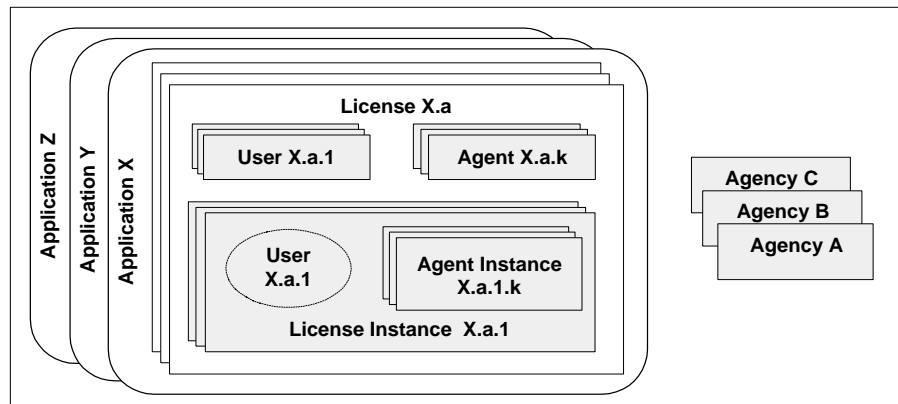 Application Z
Application Y
Application X
License X.a
User X.a.1
Agent X.a.k
User
X.a.1
Agent Instance
X.a.1.k
License Instance X.a.1
Agency C
Agency B
Agency A